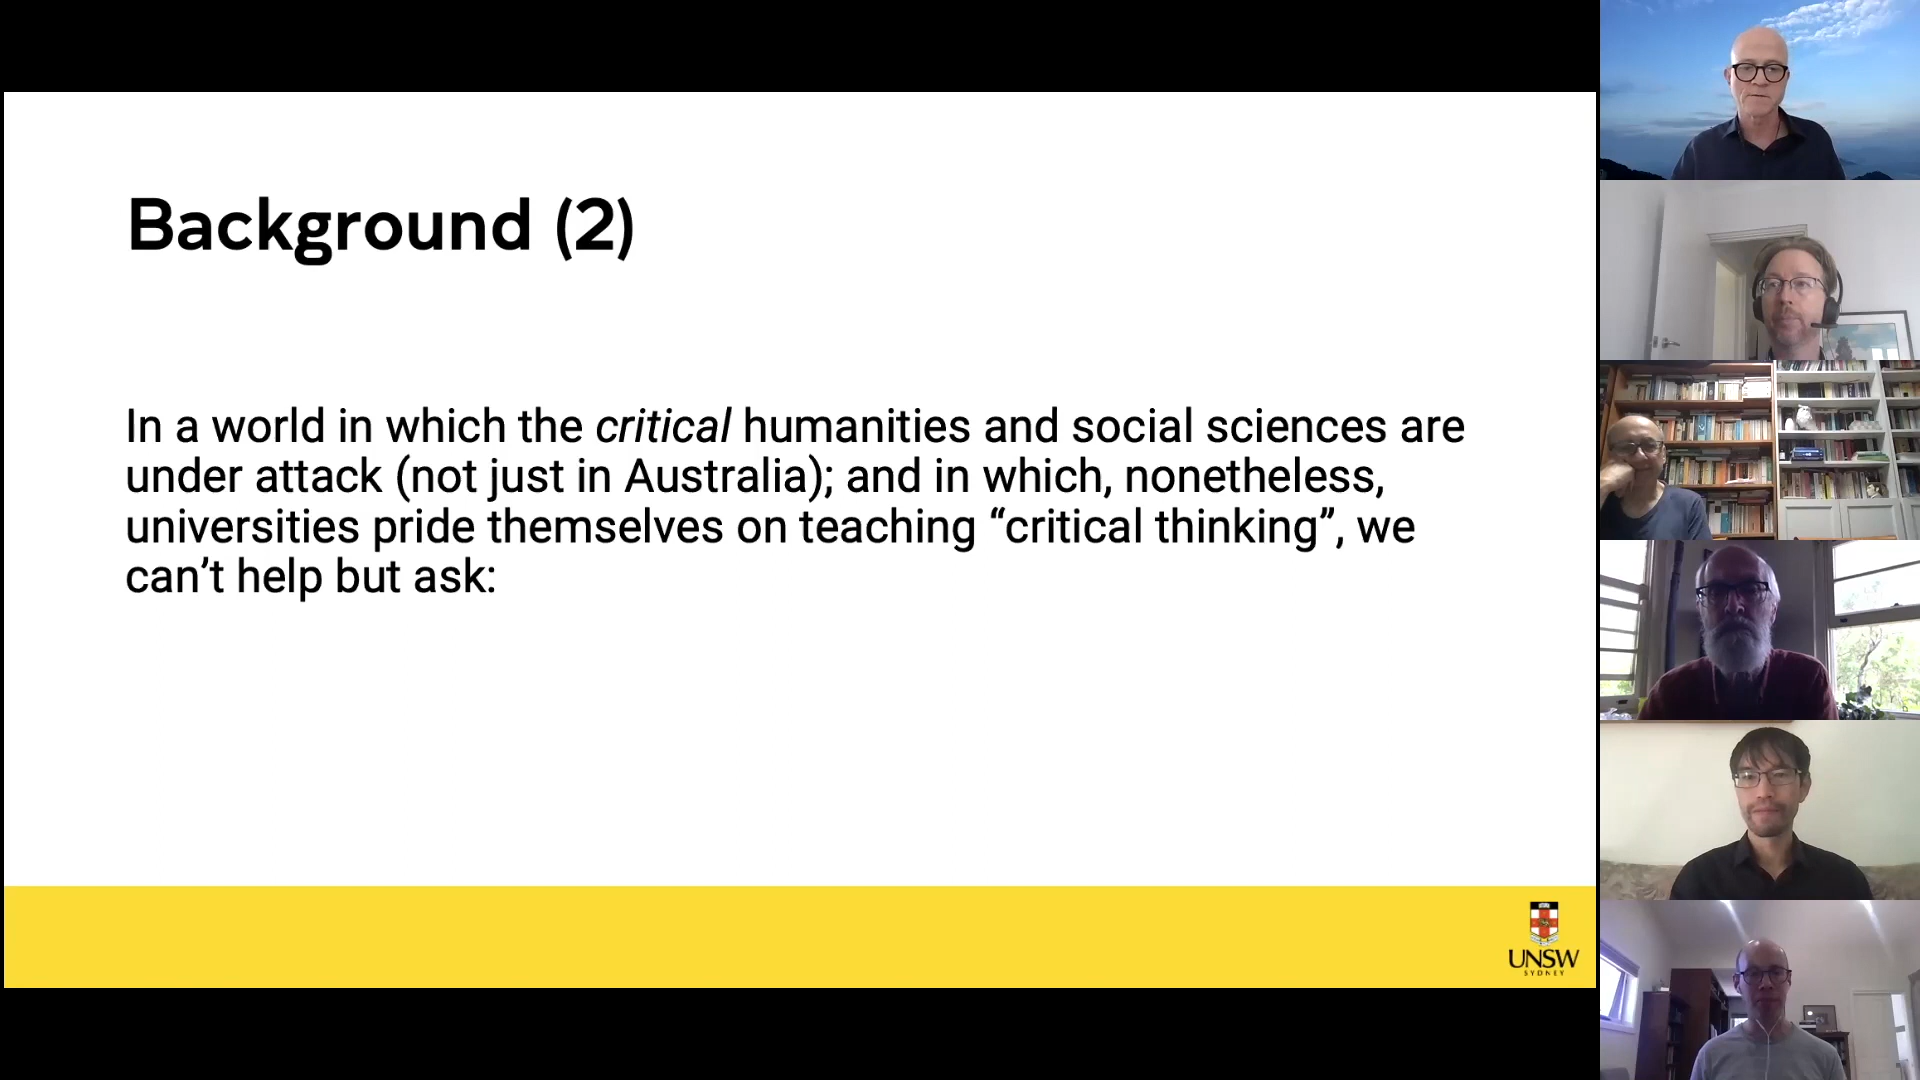 Background (2)
In a world in which the critical humanities and social sciences are
under attack (not just in Australia); and in which, nonetheless,
universities pride themselves on teaching “critical thinking”, we
can’t help but ask:
UNSW
SYDNEY